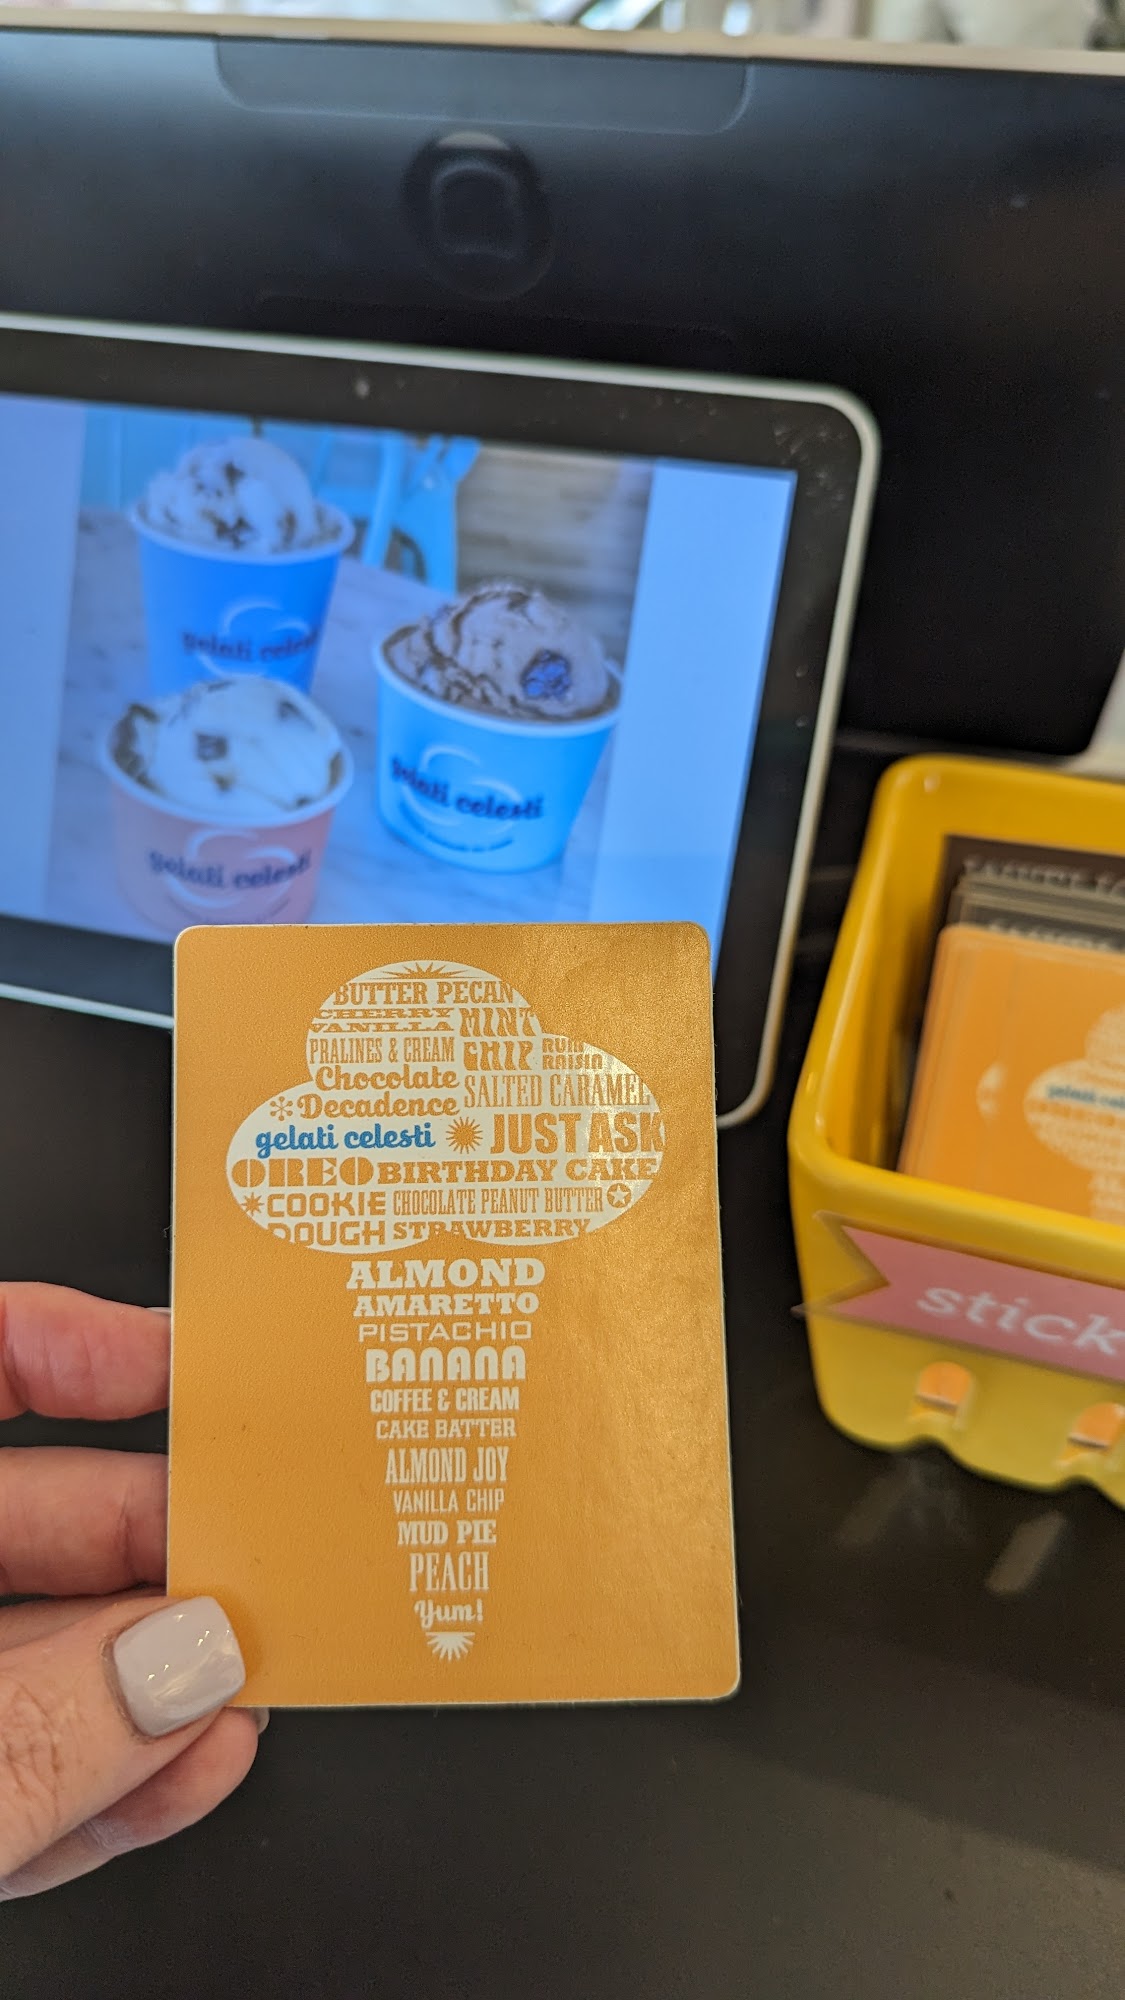 gelati celesti
gelati celesti
gelati celesti
BUTTER PECAN
CHERRY
VANILLA
MINT
CHIP
RUM
RAISIN
PRALINES & CREAM
Chocolate
Decadence
SALTED CARAMEL
gelati celesti
JUST ASK
OREO
BIRTHDAY CAKE
COOKIE
DOUGH
CHOCOLATE PEANUT BUTTER
STRAWBERRY
ALMOND
AMARETTO
PISTACHIO
BANANA
COFFEE & CREAM
CAKE BATTER
ALMOND JOY
VANILLA CHIP
MUD PIE
PEACH
Yum!
stick